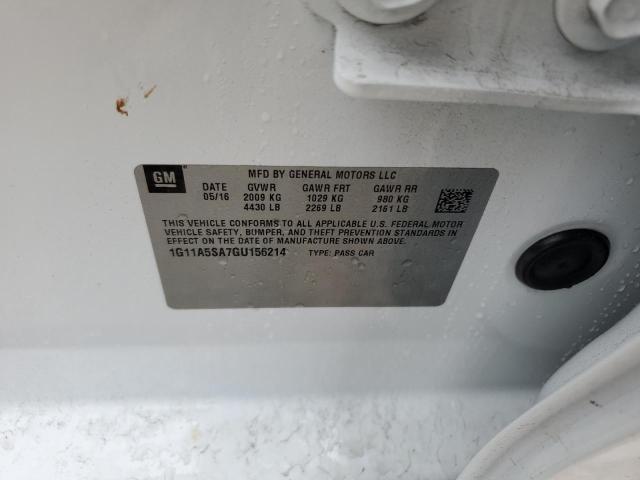 GM
MFD BY GENERAL MOTORS LLC
DATE GVWR GAWR FRT GAWR RR
05/16 2009 KG 1029 KG 980 KG
4430 LB 2269 LB 2161 LB
THIS VEHICLE CONFORMS TO ALL APPLICABLE U.S. FEDERAL MOTOR
VEHICLE SAFETY, BUMPER, AND THEFT PREVENTION STANDARDS IN
EFFECT ON THE DATE OF MANUFACTURE SHOWN ABOVE.
1G11A5SA7GU156214 TYPE: PASS CAR